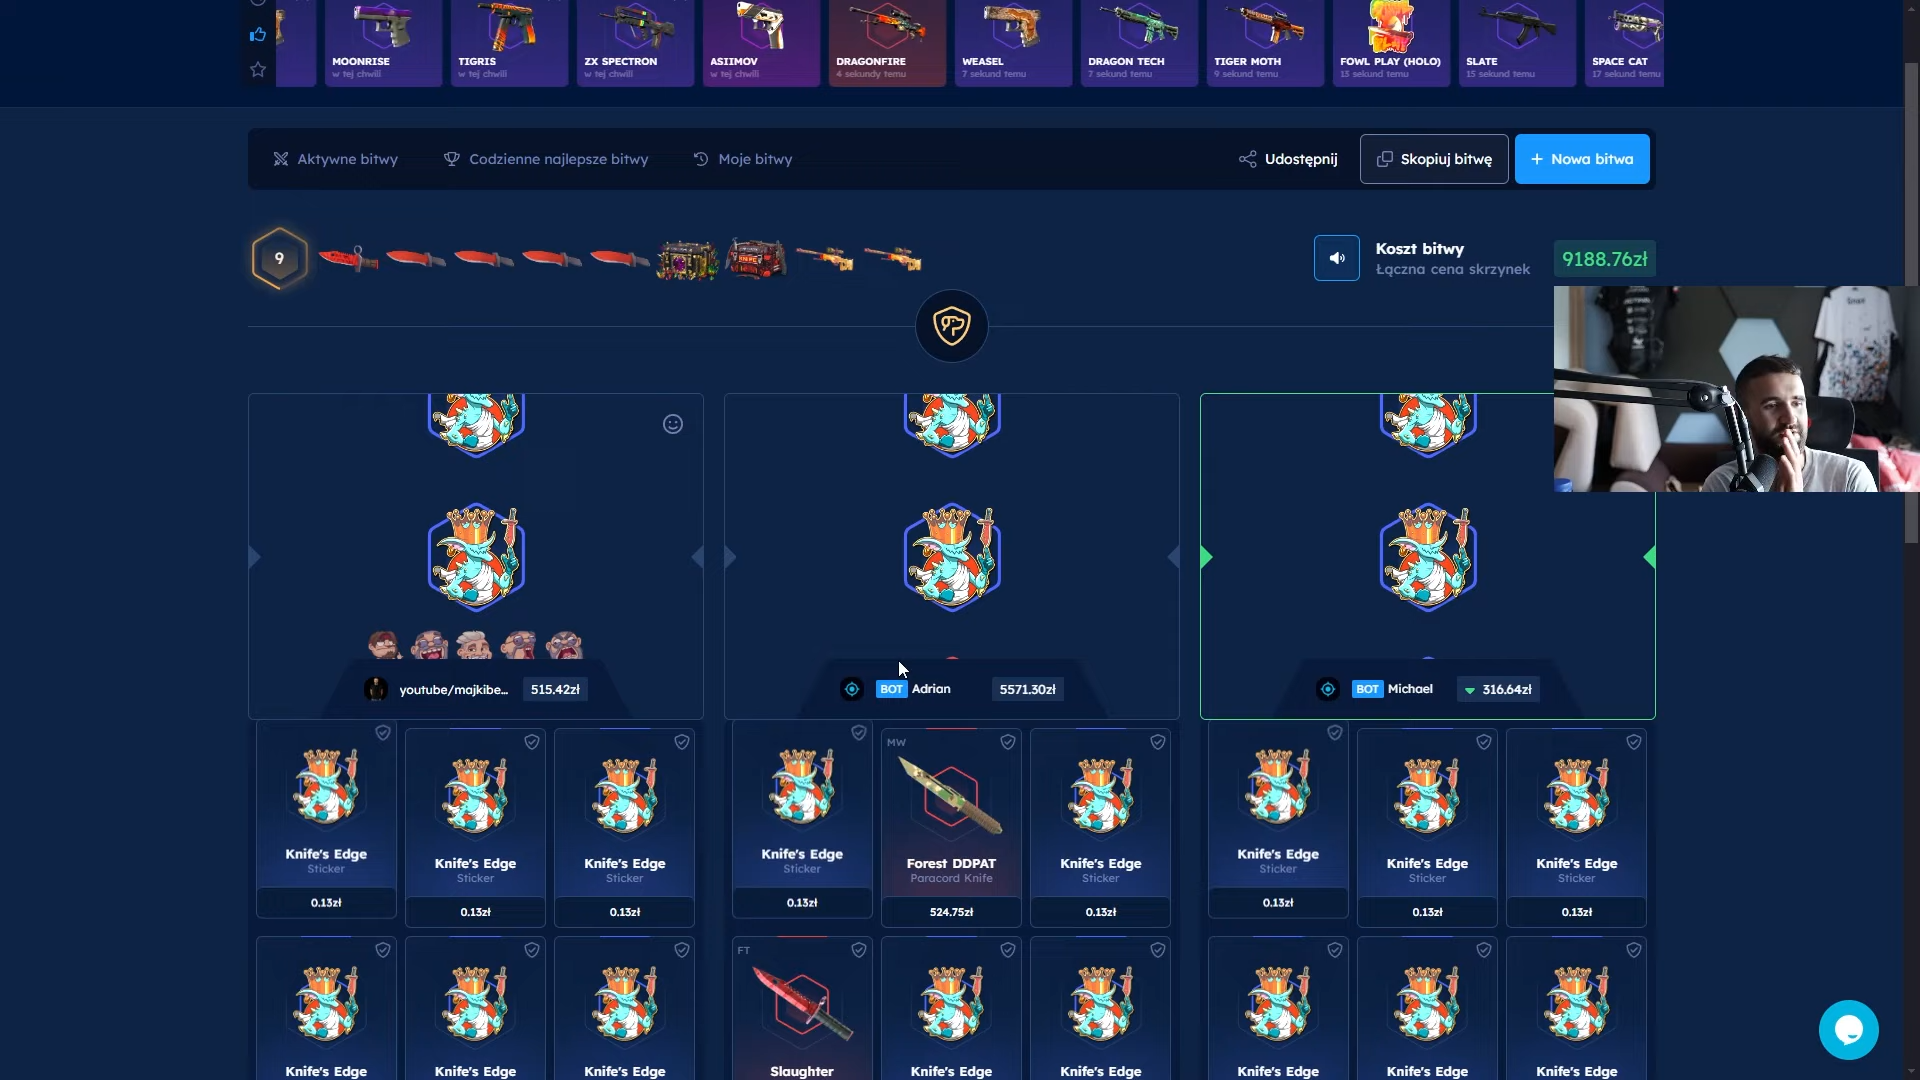 MOONRISE
w tej chwili
TIGRIS
w tej chwili
ZX SPECTRON
w tej chwili
ASIIMOV
w tej chwili
DRAGONFIRE
4 sekundy temu
WEASEL
7 sekund temu
DRAGON TECH
7 sekund temu
TIGER MOTH
9 sekund temu
FOWL PLAY (HOLO)
13 sekund temu
SLATE
15 sekund temu
SPACE CAT
17 sekund temu
Aktywne bitwy
Codzienne najlepsze bitwy
Moje bitwy
Udostępnij
Skopiuj bitwę
+ Nowa bitwa
9
Koszt bitwy
Łączna cena skrzynek
9188.76zł
youtube/majkibe...
515.42zł
BOT Adrian
5571.30zł
BOT Michael
316.64zł
Knife's Edge
Sticker
0.13zł
Knife's Edge
Sticker
0.13zł
Knife's Edge
Sticker
0.13zł
Knife's Edge
Sticker
0.13zł
MW
Forest DDPAT
Paracord Knife
524.75zł
Knife's Edge
Sticker
0.13zł
Knife's Edge
Sticker
0.13zł
Knife's Edge
Sticker
0.13zł
Knife's Edge
Sticker
0.13zł
Knife's Edge
Knife's Edge
Knife's Edge
FT
Slaughter
Knife's Edge
Knife's Edge
Knife's Edge
Knife's Edge
Knife's Edge